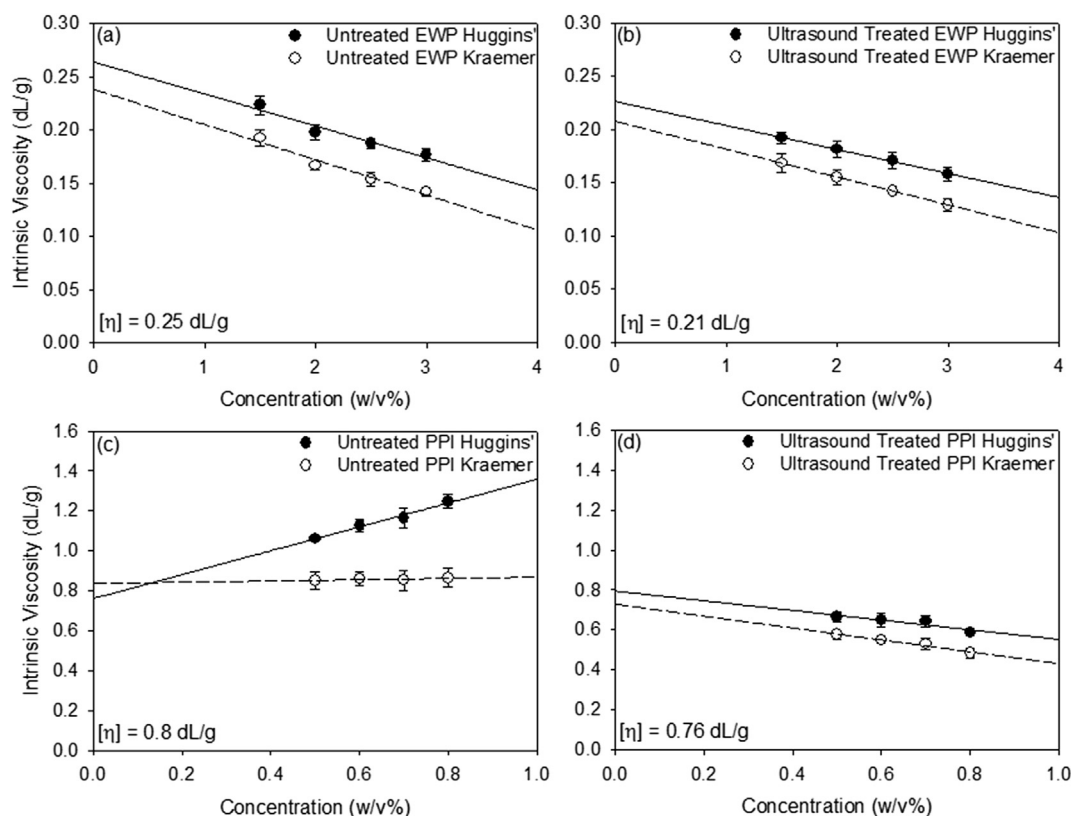 (a)
Untreated EWP Huggins'
Untreated EWP Kraemer
0.30
0.25
0.20
0.15
0.10
0.05
0.00
Intrinsic Viscosity (dL/g)
[η] = 0.25 dL/g
0 1 2 3 4
Concentration (w/v%)
(b)
Ultrasound Treated EWP Huggins'
Ultrasound Treated EWP Kraemer
0.30
0.25
0.20
0.15
0.10
0.05
0.00
[η] = 0.21 dL/g
0 1 2 3 4
Concentration (w/v%)
(c)
Untreated PPI Huggins'
Untreated PPI Kraemer
1.6
1.4
1.2
1.0
0.8
0.6
0.4
0.2
0.0
Intrinsic Viscosity (dL/g)
[η] = 0.8 dL/g
0.0 0.2 0.4 0.6 0.8 1.0
Concentration (w/v%)
(d)
Ultrasound Treated PPI Huggins'
Ultrasound Treated PPI Kraemer
1.6
1.4
1.2
1.0
0.8
0.6
0.4
0.2
0.0
[η] = 0.76 dL/g
0.0 0.2 0.4 0.6 0.8 1.0
Concentration (w/v%)